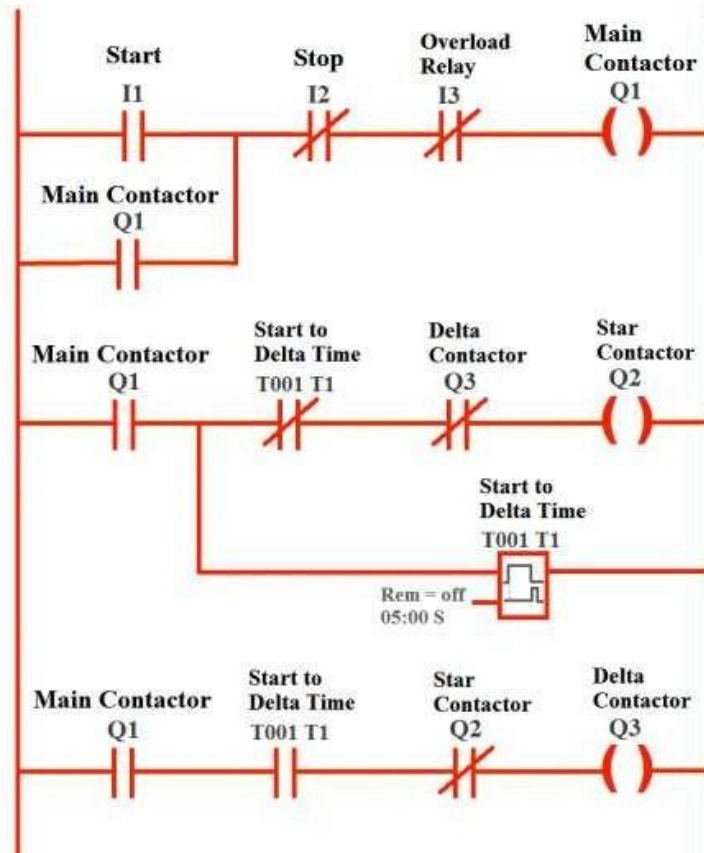 Start
I1
Stop
I2
Overload
Relay
I3
Main
Contactor
Q1
Main Contactor
Q1
Main Contactor
Q1
Start to
Delta Time
T001 T1
Delta
Contactor
Q3
Star
Contactor
Q2
Start to
Delta Time
T001 T1
Rem = off
05:00 S
Main Contactor
Q1
Start to
Delta Time
T001 T1
Star
Contactor
Q2
Delta
Contactor
Q3